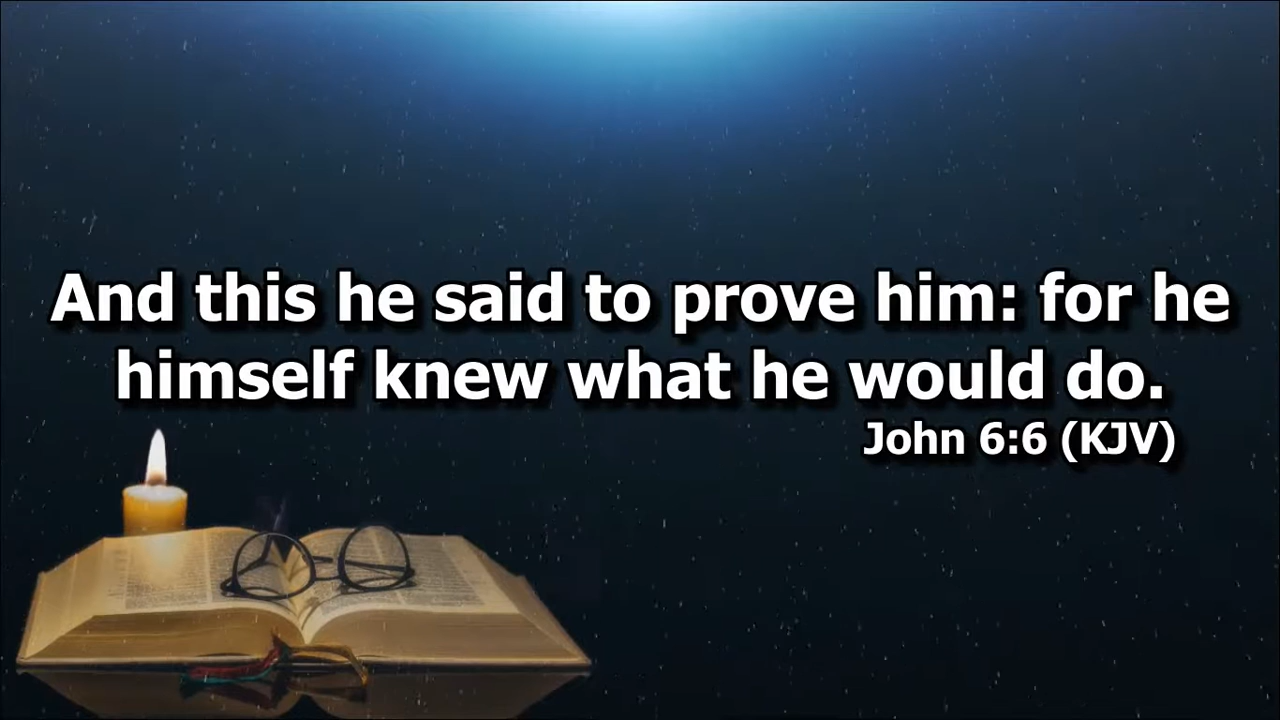 And this he said to prove him: for he
himself knew what he would do.
John 6:6 (KJV)